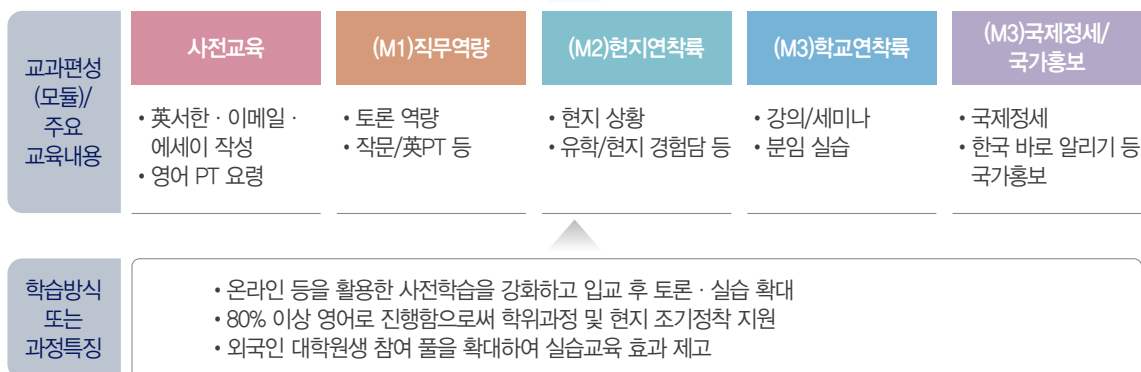 교과편성
(모듈)/
주요
교육내용
사전교육
• 英서한 · 이메일 ·
에세이 작성
• 영어 PT 요령
(M1)직무역량
• 토론 역량
• 작문/英PT 등
(M2)현지연착륙
• 현지 상황
• 유학/현지 경험담 등
(M3)학교연착륙
• 강의/세미나
• 분임 실습
(M3)국제정세/
국가홍보
• 국제정세
• 한국 바로 알리기 등
국가홍보
학습방식
또는
과정특징
• 온라인 등을 활용한 사전학습을 강화하고 입교 후 토론 · 실습 확대
• 80% 이상 영어로 진행함으로써 학위과정 및 현지 조기정착 지원
• 외국인 대학원생 참여 풀을 확대하여 실습교육 효과 제고